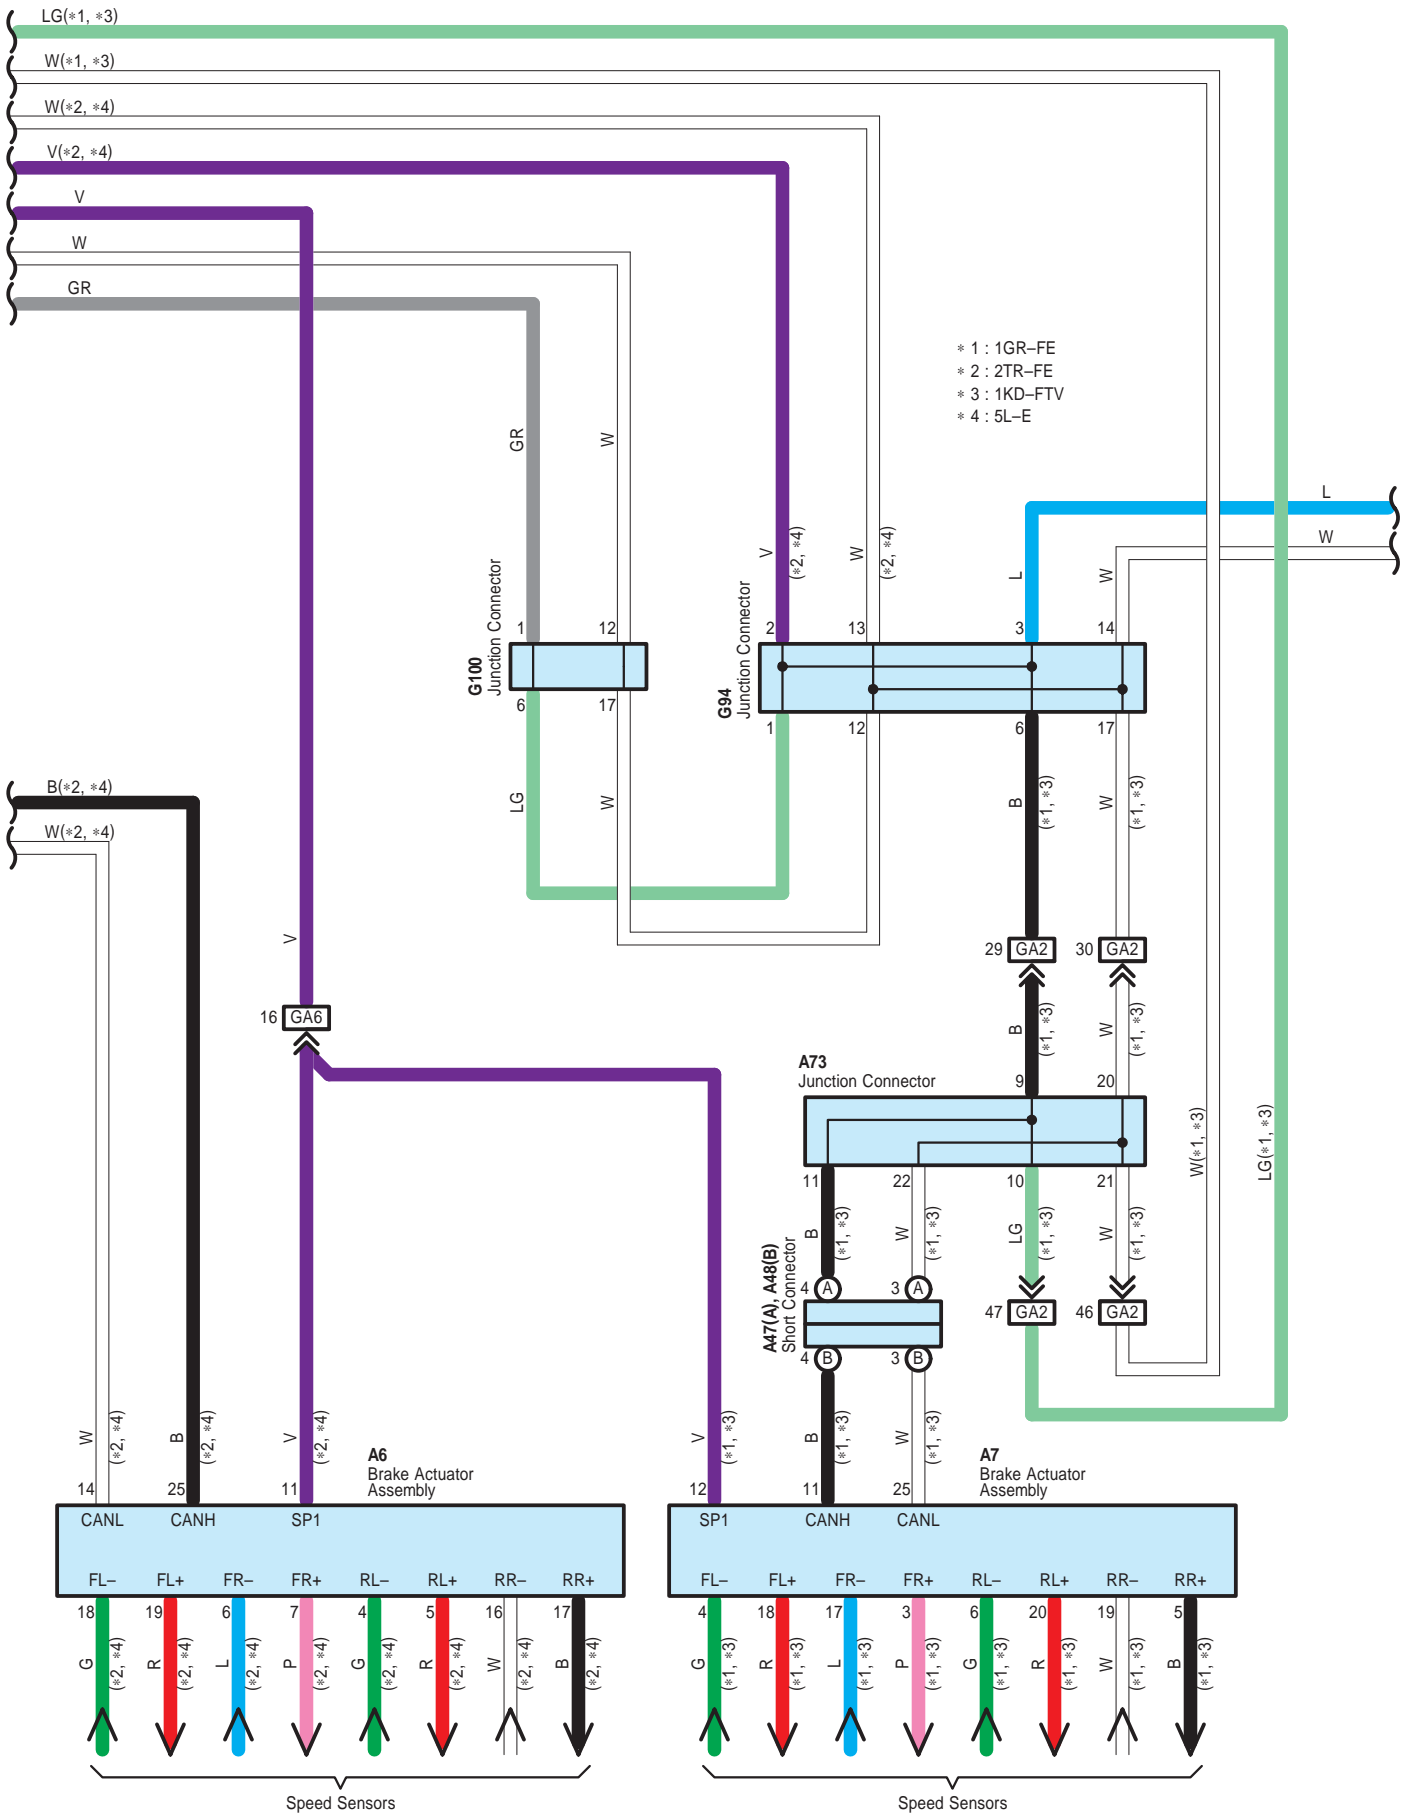 LG(*1, *3)
W(*1, *3)
W(*2, *4)
V(*2, *4)
V
W
GR
* 1 : 1GR–FE
* 2 : 2TR–FE
* 3 : 1KD–FTV
* 4 : 5L–E
GR
W
L
W
V
(*2, *4)
W
(*2, *4)
L
W
1
12
2
13
3
14
G100
Junction Connector
G94
Junction Connector
6
17
1
12
6
17
B(*2, *4)
W(*2, *4)
LG
W
B
(*1, *3)
W
(*1, *3)
V
29
GA2
30
GA2
16
GA6
B
(*1, *3)
W
(*1, *3)
A73
Junction Connector
9
20
W(*1, *3)
LG(*1, *3)
11
22
10
21
B
(*1, *3)
W
(*1, *3)
LG
(*1, *3)
W
(*1, *3)
A47(A), A48(B)
Short Connector
4
A
3
A
47
GA2
46
GA2
4
B
3
B
W
(*2, *4)
B
(*2, *4)
V
(*2, *4)
V
(*1, *3)
B
(*1, *3)
W
(*1, *3)
A6
Brake Actuator
Assembly
A7
Brake Actuator
Assembly
14
25
11
12
11
25
CANL
CANH
SP1
SP1
CANH
CANL
FL–
FL+
FR–
FR+
RL–
RL+
RR–
RR+
FL–
FL+
FR–
FR+
RL–
RL+
RR–
RR+
18
19
6
7
4
5
16
17
4
18
17
3
6
20
19
5
G
(*2, *4)
R
(*2, *4)
L
(*2, *4)
P
(*2, *4)
G
(*2, *4)
R
(*2, *4)
W
(*2, *4)
B
(*2, *4)
G
(*1, *3)
R
(*1, *3)
L
(*1, *3)
P
(*1, *3)
G
(*1, *3)
R
(*1, *3)
W
(*1, *3)
B
(*1, *3)
Speed Sensors
Speed Sensors